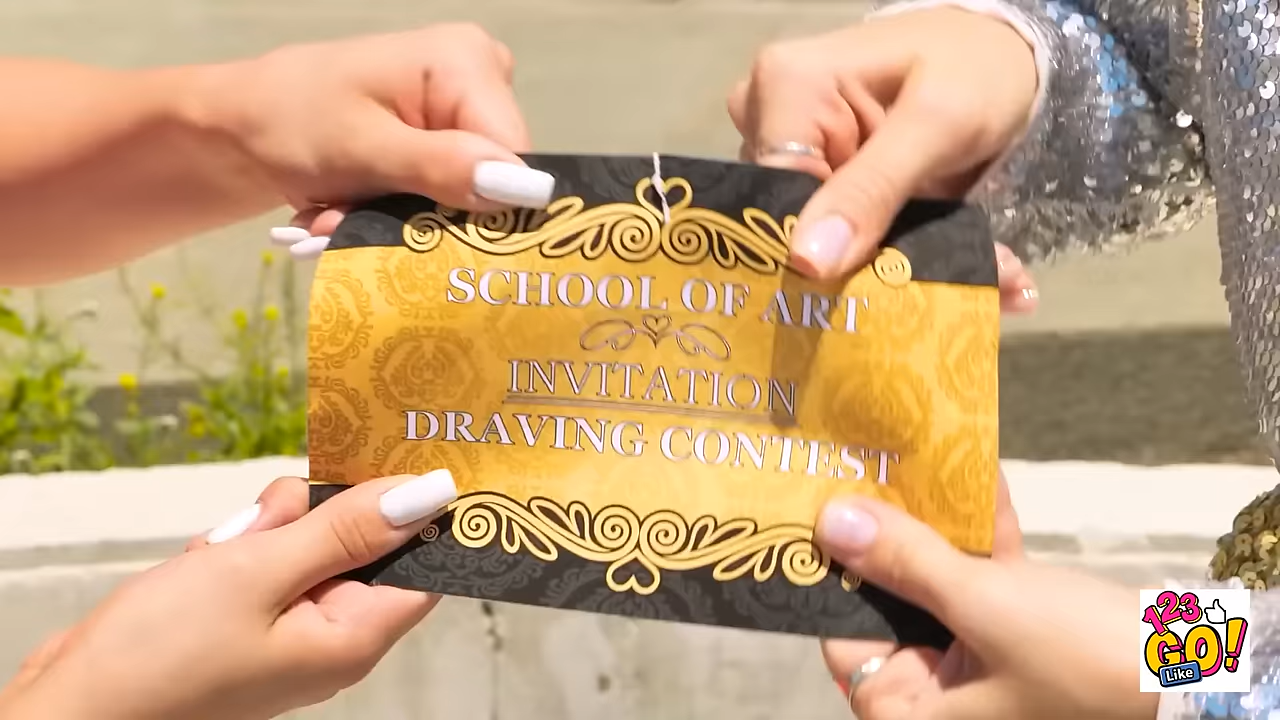 SCHOOL OF ART
INVITATION
DRAVING CONTEST
123
GO!
Like